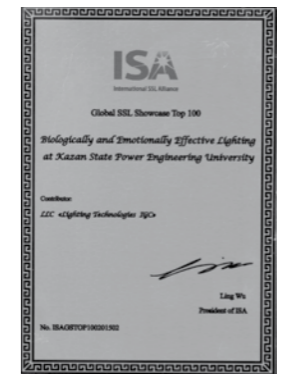 ISA
International SSL Alliance
Global SSL Showcase Top 100
Biologically and Emotionally Effective Lighting
at Kazan State Power Engineering University
Contributor:
LLC «Lighting Technologies TJC»
Ling Wu
President of ISA
No. ISAGSTOP100201502